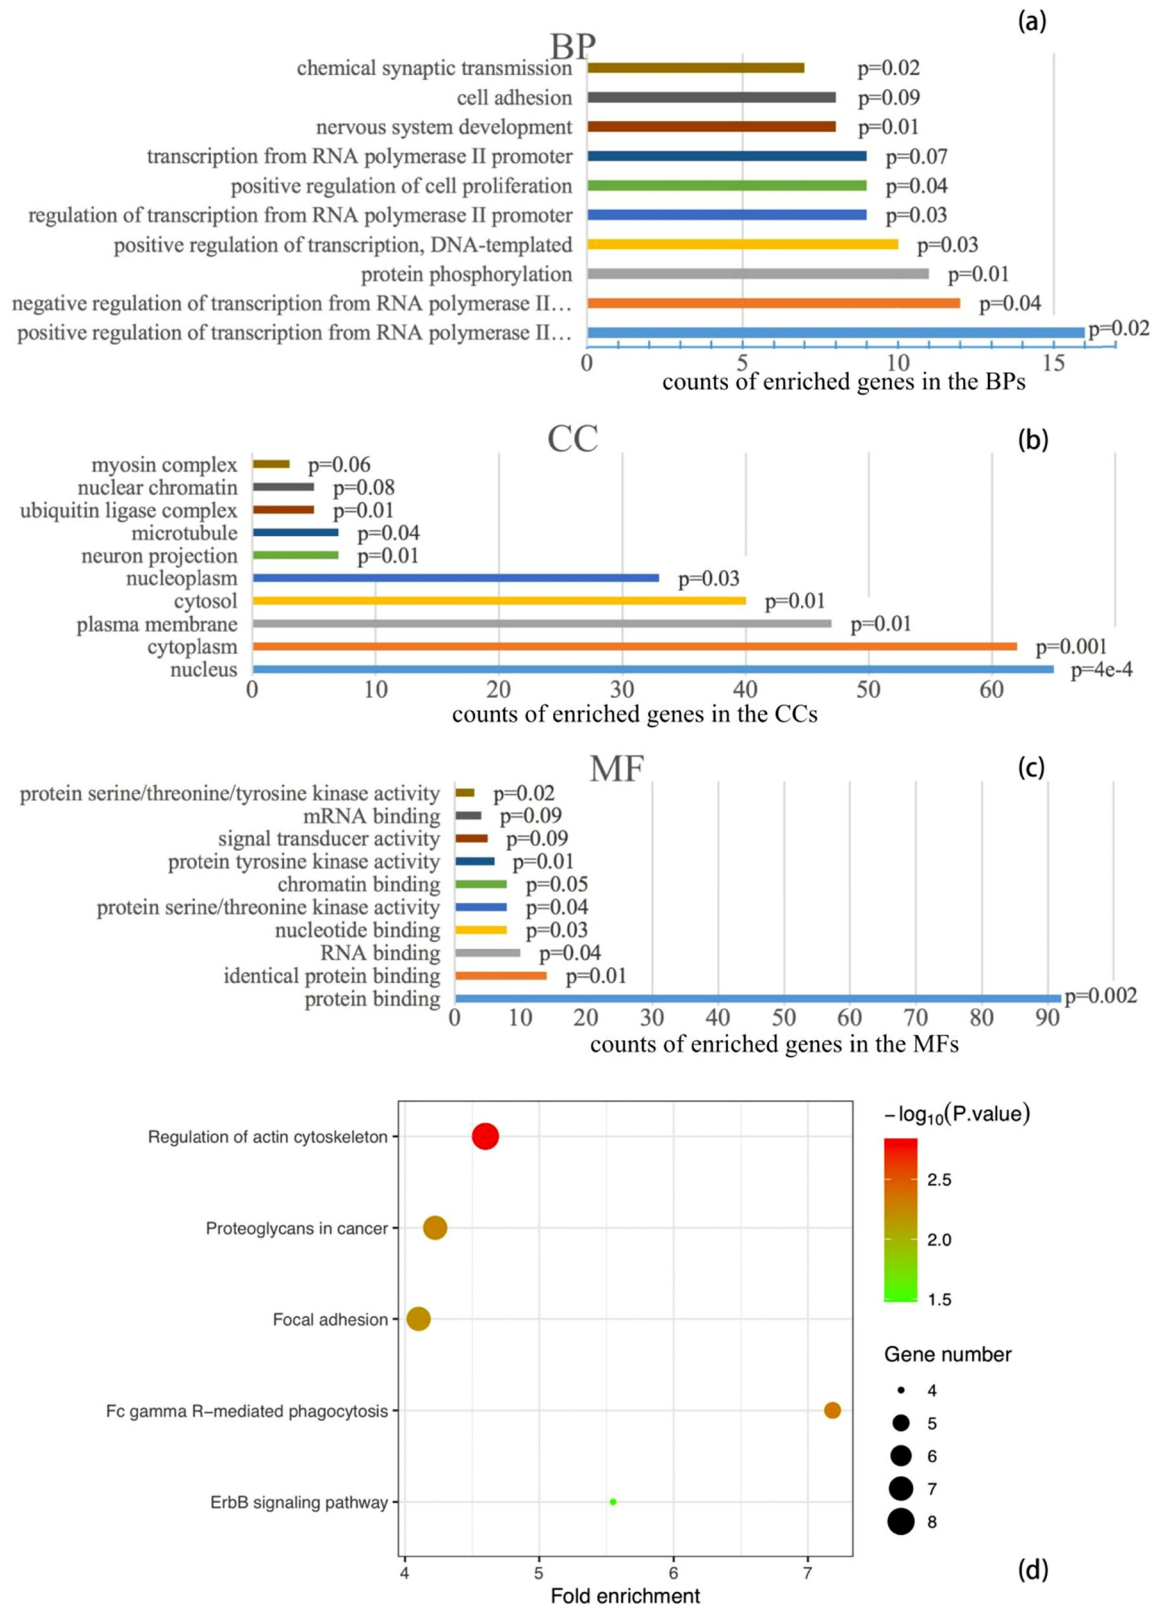 (a)
BP
chemical synaptic transmission p=0.02
cell adhesion p=0.09
nervous system development p=0.01
transcription from RNA polymerase II promoter p=0.07
positive regulation of cell proliferation p=0.04
regulation of transcription from RNA polymerase II promoter p=0.03
positive regulation of transcription, DNA-templated p=0.03
protein phosphorylation p=0.01
negative regulation of transcription from RNA polymerase II… p=0.04
positive regulation of transcription from RNA polymerase II… p=0.02
0 5 10 15
counts of enriched genes in the BPs
CC (b)
myosin complex p=0.06
nuclear chromatin p=0.08
ubiquitin ligase complex p=0.01
microtubule p=0.04
neuron projection p=0.01
nucleoplasm p=0.03
cytosol p=0.01
plasma membrane p=0.01
cytoplasm p=0.001
nucleus p=4e-4
0 10 20 30 40 50 60
counts of enriched genes in the CCs
MF (c)
protein serine/threonine/tyrosine kinase activity p=0.02
mRNA binding p=0.09
signal transducer activity p=0.09
protein tyrosine kinase activity p=0.01
chromatin binding p=0.05
protein serine/threonine kinase activity p=0.04
nucleotide binding p=0.03
RNA binding p=0.04
identical protein binding p=0.01
protein binding p=0.002
0 10 20 30 40 50 60 70 80 90
counts of enriched genes in the MFs
Regulation of actin cytoskeleton
Proteoglycans in cancer
Focal adhesion
Fc gamma R−mediated phagocytosis
ErbB signaling pathway
4 5 6 7
Fold enrichment
−log10(P.value)
2.5
2.0
1.5
Gene number
4
5
6
7
8
(d)